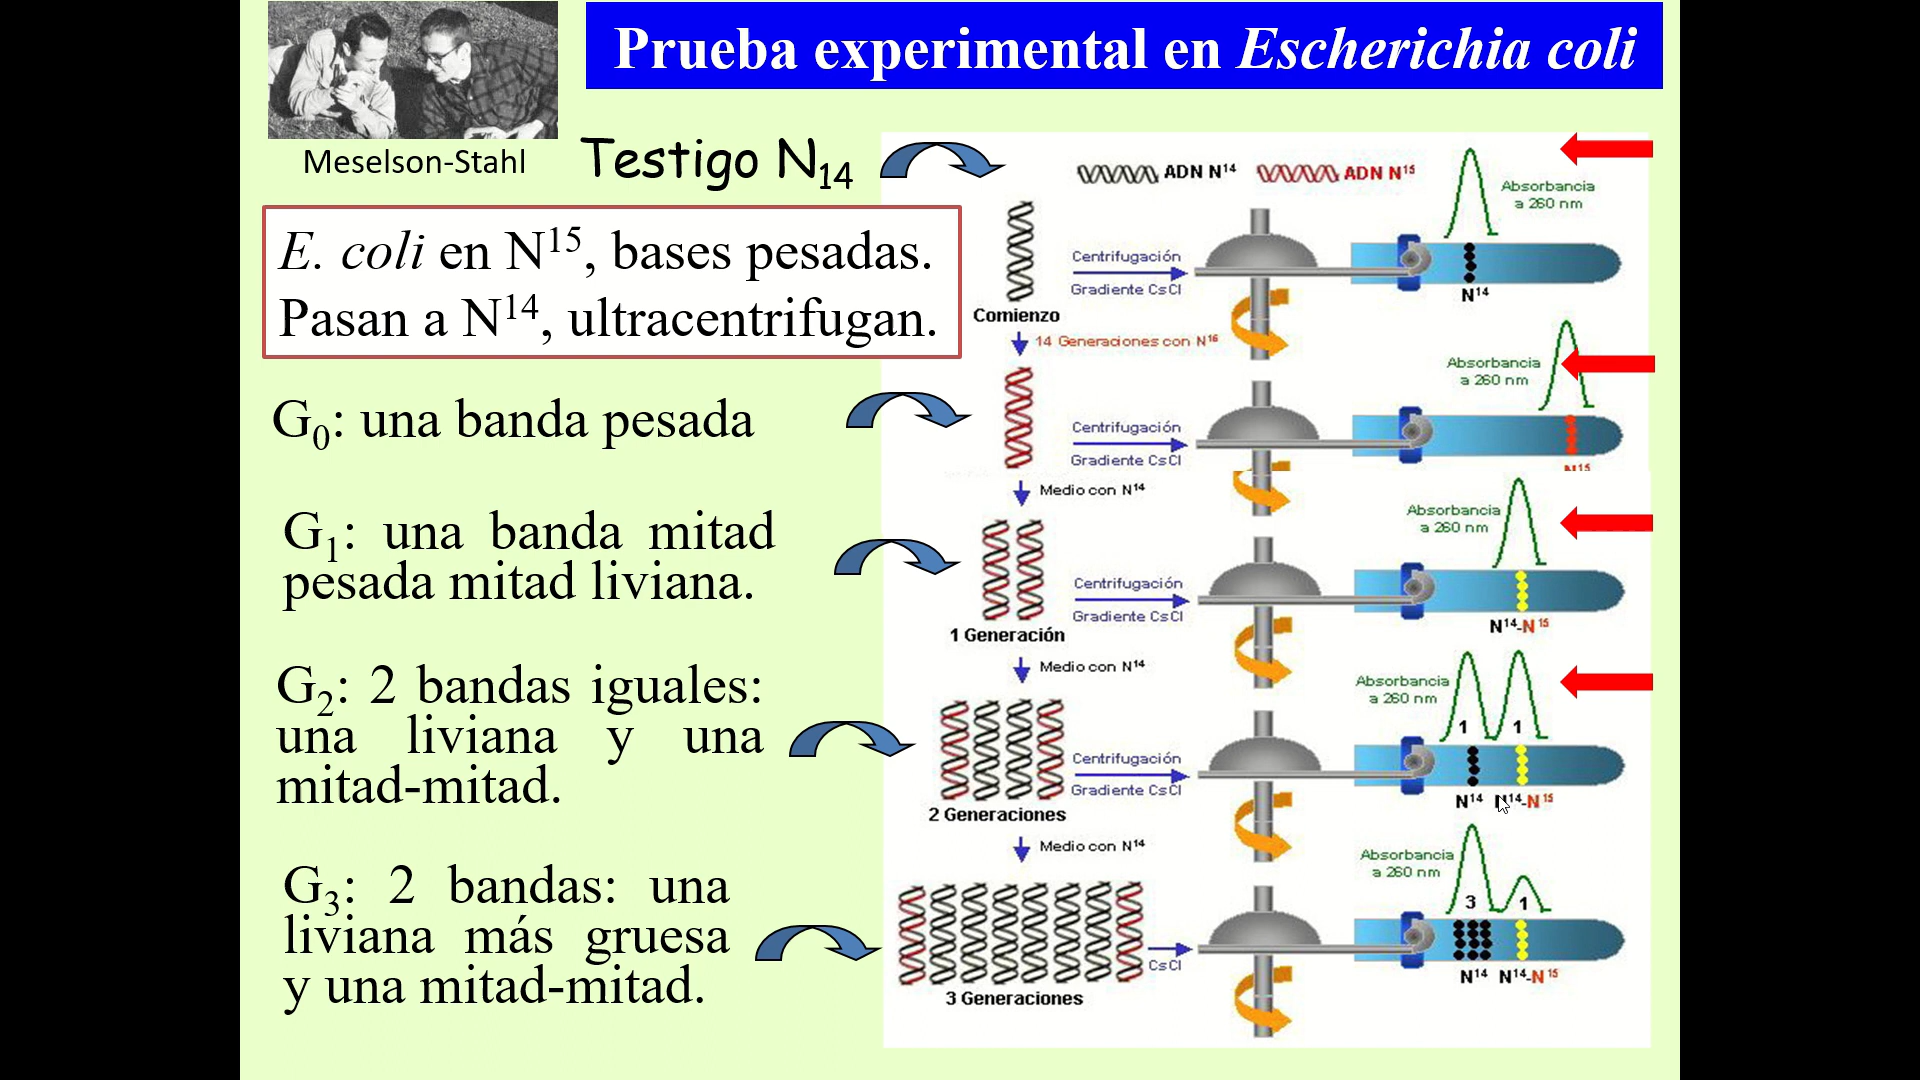 Prueba experimental en Escherichia coli
Meselson-Stahl
Testigo N14
E. coli en N15, bases pesadas.
Pasan a N14, ultracentrifugan.
G0: una banda pesada
G1: una banda mitad
pesada mitad liviana.
G2: 2 bandas iguales:
una liviana y una
mitad-mitad.
G3: 2 bandas: una
liviana más gruesa
y una mitad-mitad.
ADN N14
ADN N15
Absorbancia
a 260 nm
Centrifugación
Gradiente CsCl
N14
Comienzo
14 Generaciones con N15
Absorbancia
a 260 nm
Centrifugación
Gradiente CsCl
N15
Medio con N14
Absorbancia
a 260 nm
Centrifugación
Gradiente CsCl
N14-N15
1 Generación
Medio con N14
Absorbancia
a 260 nm
1 1
Centrifugación
Gradiente CsCl
N14 N14-N15
2 Generaciones
Medio con N14
Absorbancia
a 260 nm
3 1
CsCl
N14 N14-N15
3 Generaciones